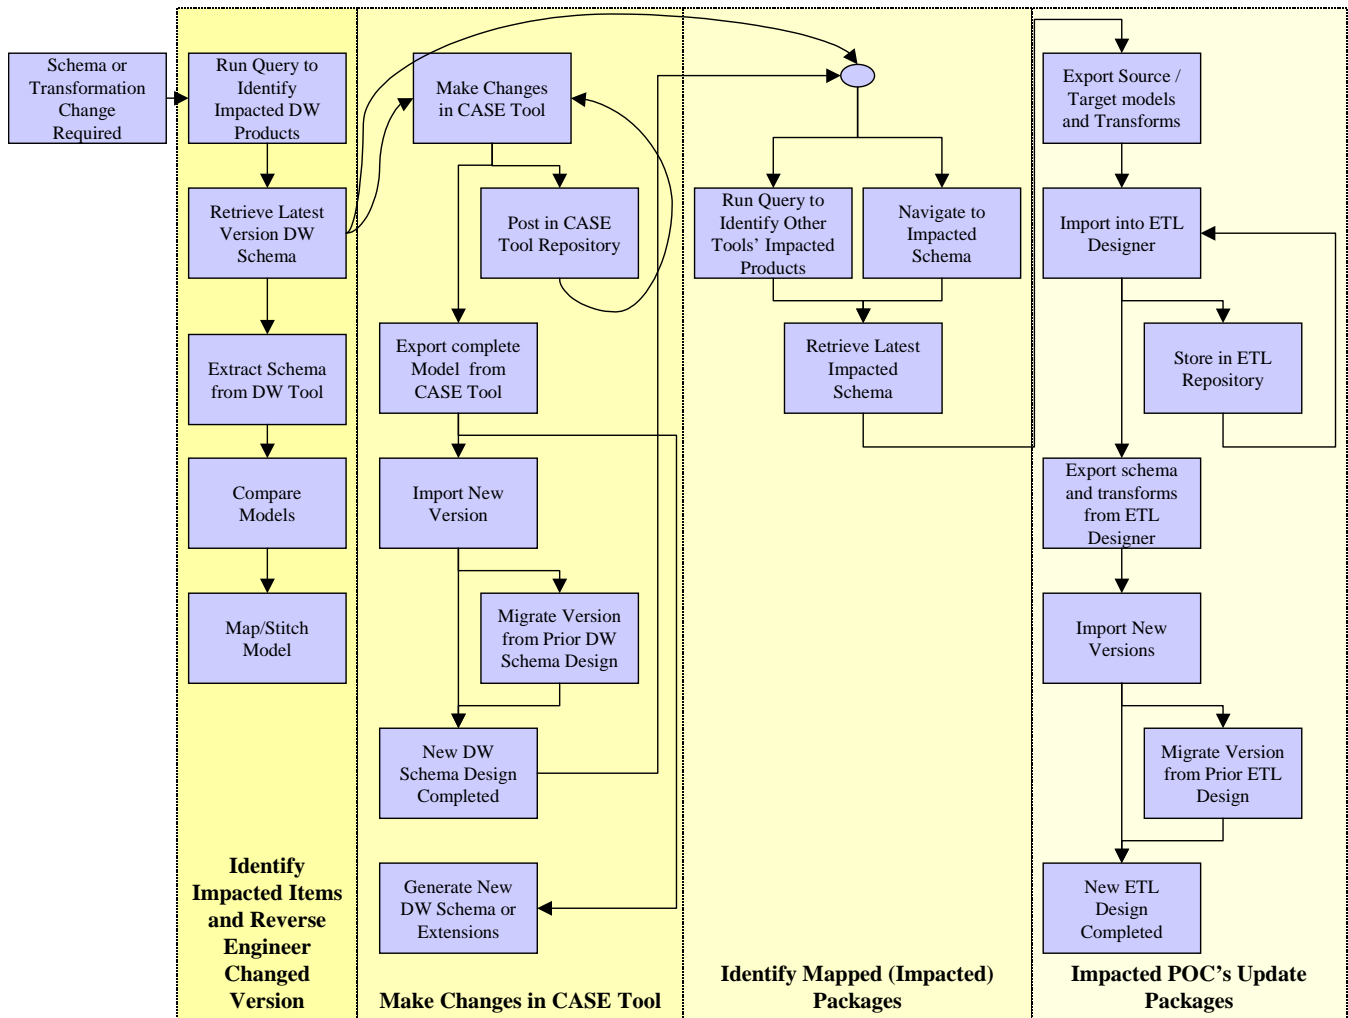 Schema or
Transformation
Change
Required
Run Query to
Identify
Impacted DW
Products
Retrieve Latest
Version DW
Schema
Extract Schema
from DW Tool
Compare
Models
Map/Stitch
Model
Identify
Impacted Items
and Reverse
Engineer
Changed
Version
Make Changes
in CASE Tool
Post in CASE
Tool Repository
Export complete
Model from
CASE Tool
Import New
Version
Migrate Version
from Prior DW
Schema Design
New DW
Schema Design
Completed
Generate New
DW Schema or
Extensions
Make Changes in CASE Tool
Run Query to
Identify Other
Tools’ Impacted
Products
Navigate to
Impacted
Schema
Retrieve Latest
Impacted
Schema
Identify Mapped (Impacted)
Packages
Export Source /
Target models
and Transforms
Import into ETL
Designer
Store in ETL
Repository
Export schema
and transforms
from ETL
Designer
Import New
Versions
Migrate Version
from Prior ETL
Design
New ETL
Design
Completed
Impacted POC’s Update
Packages